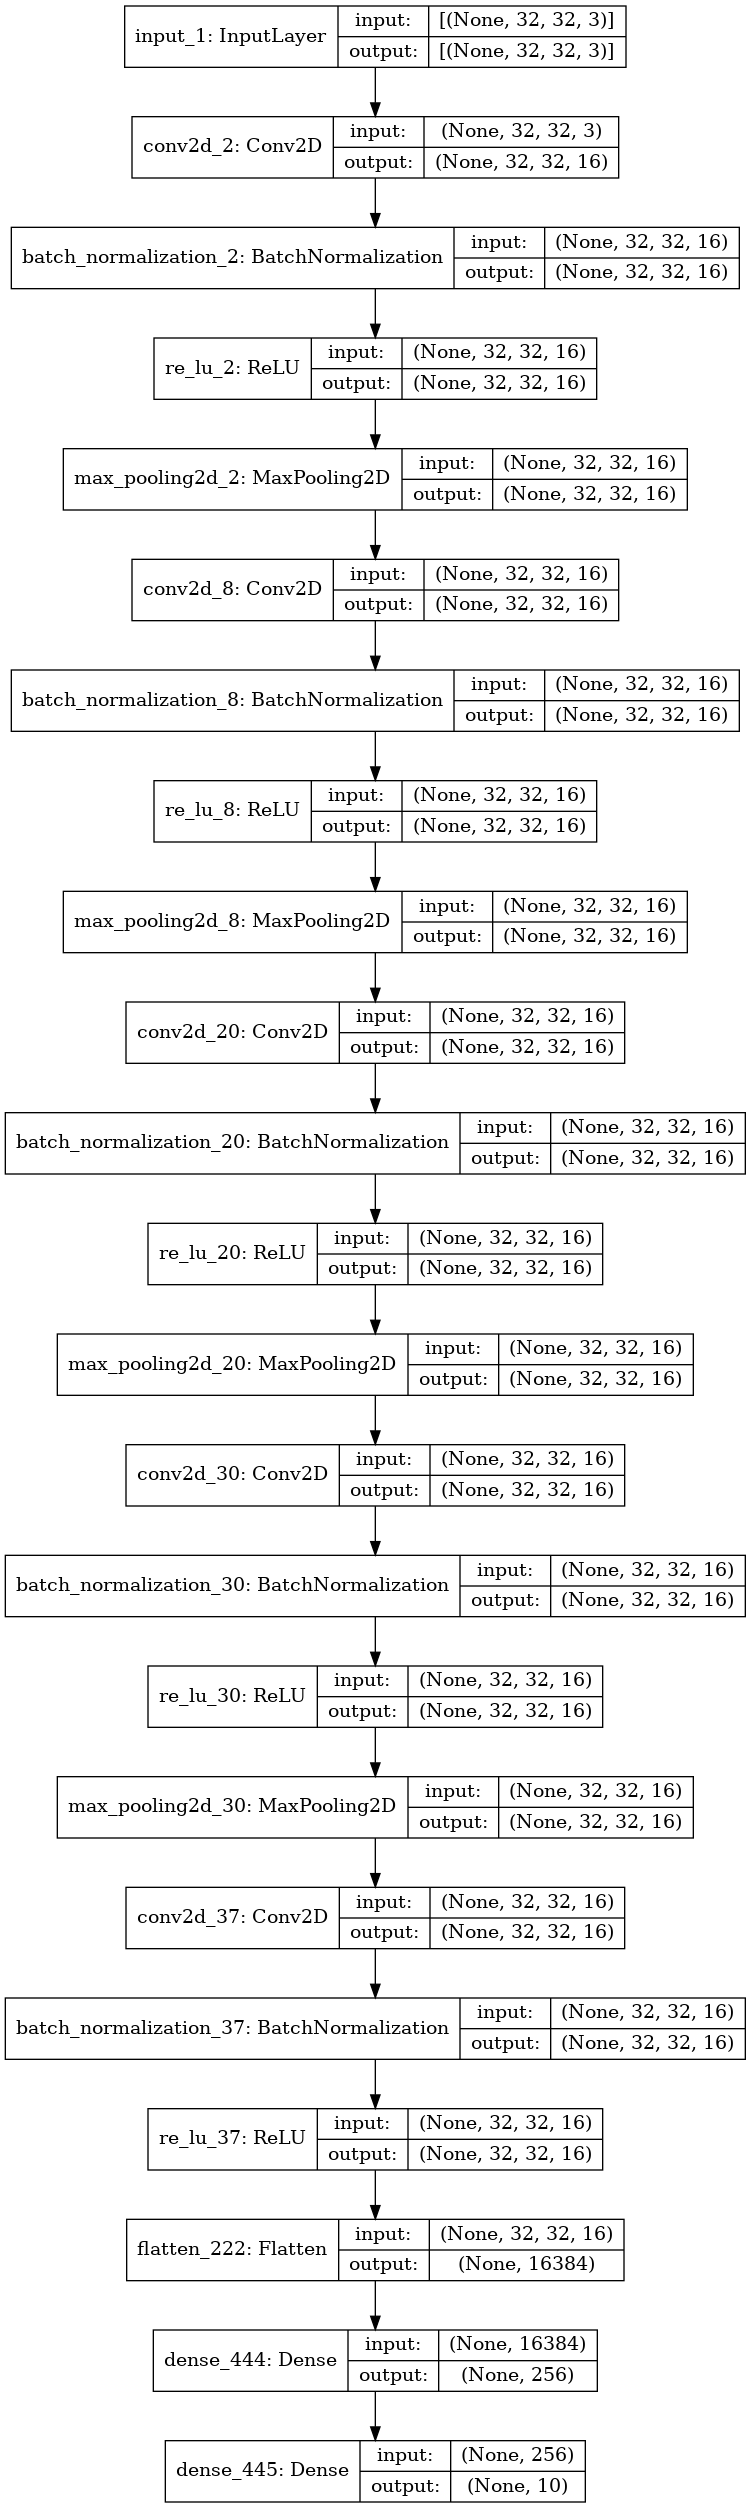 input_1: InputLayer
input:
[(None, 32, 32, 3)]
output:
[(None, 32, 32, 3)]
conv2d_2: Conv2D
input:
(None, 32, 32, 3)
output:
(None, 32, 32, 16)
batch_normalization_2: BatchNormalization
input:
(None, 32, 32, 16)
output:
(None, 32, 32, 16)
re_lu_2: ReLU
input:
(None, 32, 32, 16)
output:
(None, 32, 32, 16)
max_pooling2d_2: MaxPooling2D
input:
(None, 32, 32, 16)
output:
(None, 32, 32, 16)
conv2d_8: Conv2D
input:
(None, 32, 32, 16)
output:
(None, 32, 32, 16)
batch_normalization_8: BatchNormalization
input:
(None, 32, 32, 16)
output:
(None, 32, 32, 16)
re_lu_8: ReLU
input:
(None, 32, 32, 16)
output:
(None, 32, 32, 16)
max_pooling2d_8: MaxPooling2D
input:
(None, 32, 32, 16)
output:
(None, 32, 32, 16)
conv2d_20: Conv2D
input:
(None, 32, 32, 16)
output:
(None, 32, 32, 16)
batch_normalization_20: BatchNormalization
input:
(None, 32, 32, 16)
output:
(None, 32, 32, 16)
re_lu_20: ReLU
input:
(None, 32, 32, 16)
output:
(None, 32, 32, 16)
max_pooling2d_20: MaxPooling2D
input:
(None, 32, 32, 16)
output:
(None, 32, 32, 16)
conv2d_30: Conv2D
input:
(None, 32, 32, 16)
output:
(None, 32, 32, 16)
batch_normalization_30: BatchNormalization
input:
(None, 32, 32, 16)
output:
(None, 32, 32, 16)
re_lu_30: ReLU
input:
(None, 32, 32, 16)
output:
(None, 32, 32, 16)
max_pooling2d_30: MaxPooling2D
input:
(None, 32, 32, 16)
output:
(None, 32, 32, 16)
conv2d_37: Conv2D
input:
(None, 32, 32, 16)
output:
(None, 32, 32, 16)
batch_normalization_37: BatchNormalization
input:
(None, 32, 32, 16)
output:
(None, 32, 32, 16)
re_lu_37: ReLU
input:
(None, 32, 32, 16)
output:
(None, 32, 32, 16)
flatten_222: Flatten
input:
(None, 32, 32, 16)
output:
(None, 16384)
dense_444: Dense
input:
(None, 16384)
output:
(None, 256)
dense_445: Dense
input:
(None, 256)
output:
(None, 10)